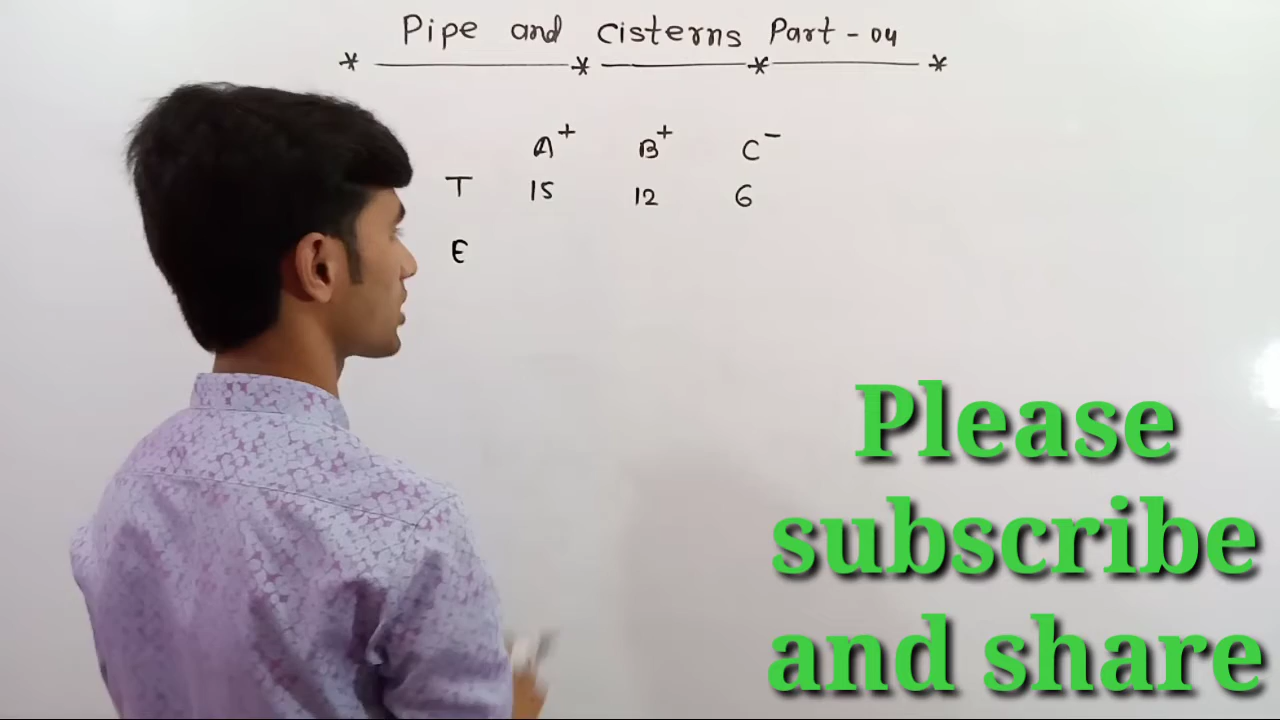 Pipe and cisterns Part - 04
* * * *
A+ B+ C-
T 15 12 6
E
Please
subscribe
and share